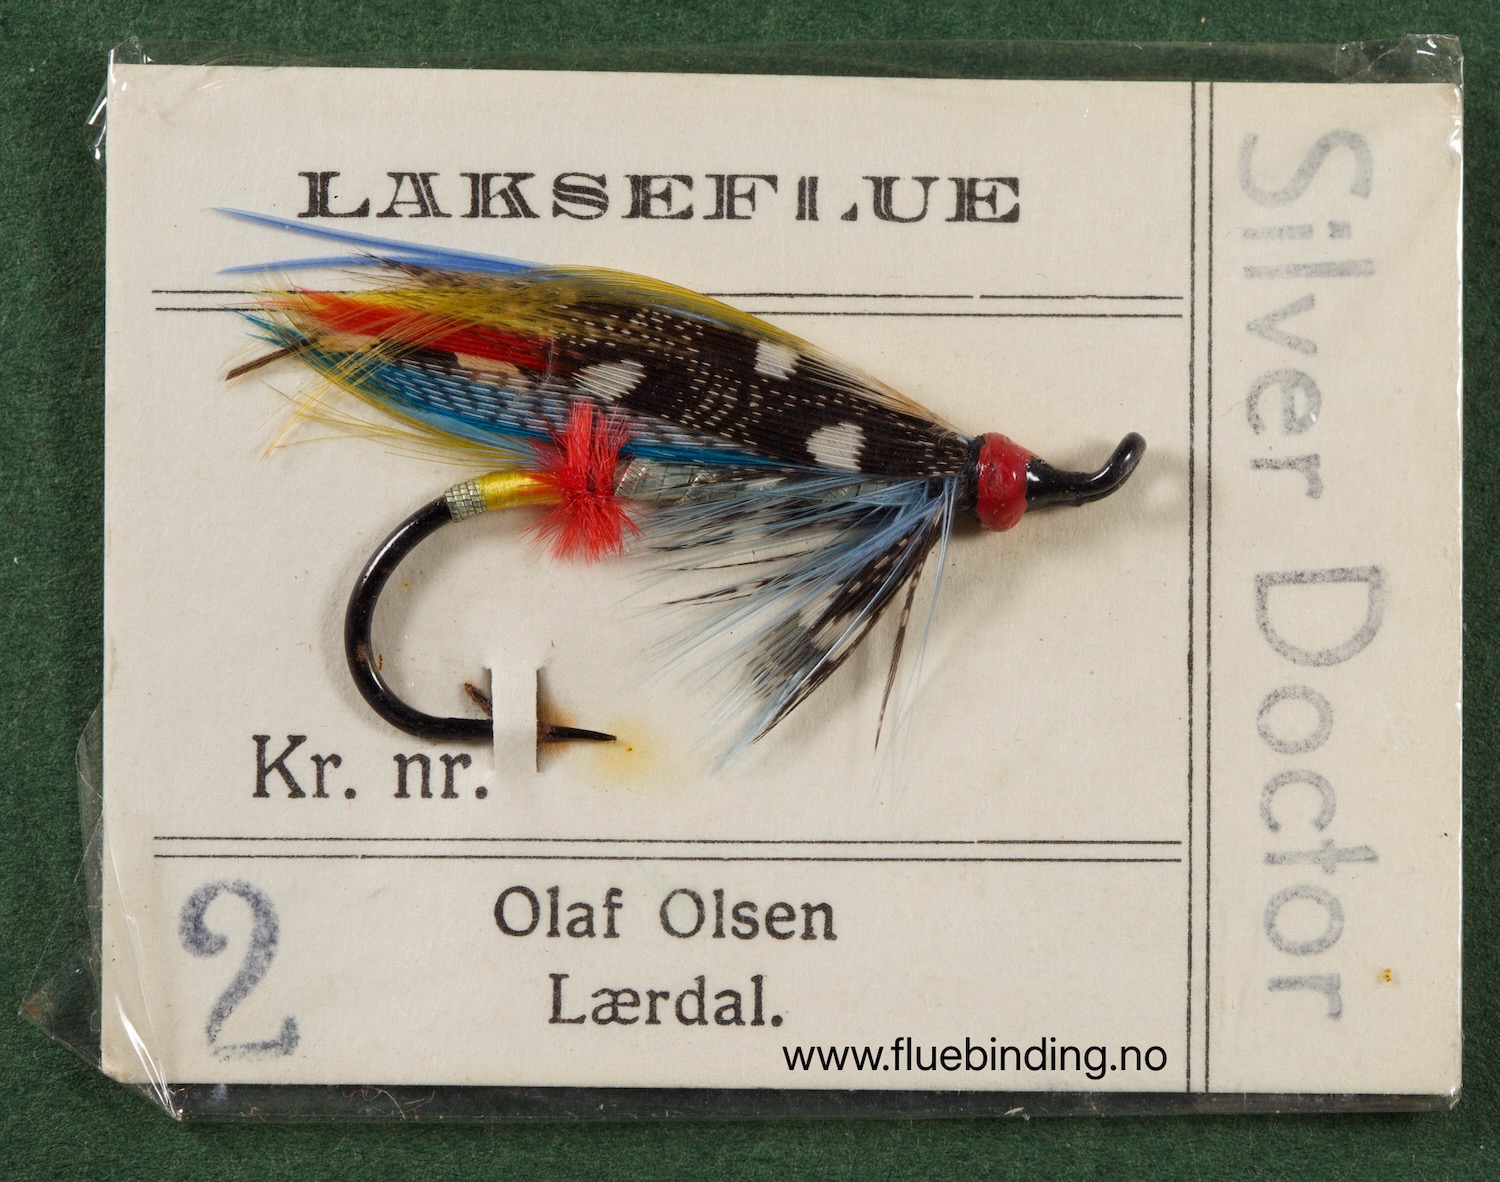 LAKSEFLUE
Silver Doctor
Kr. nr.
2
Olaf Olsen
Lærdal.
www.fluebinding.no